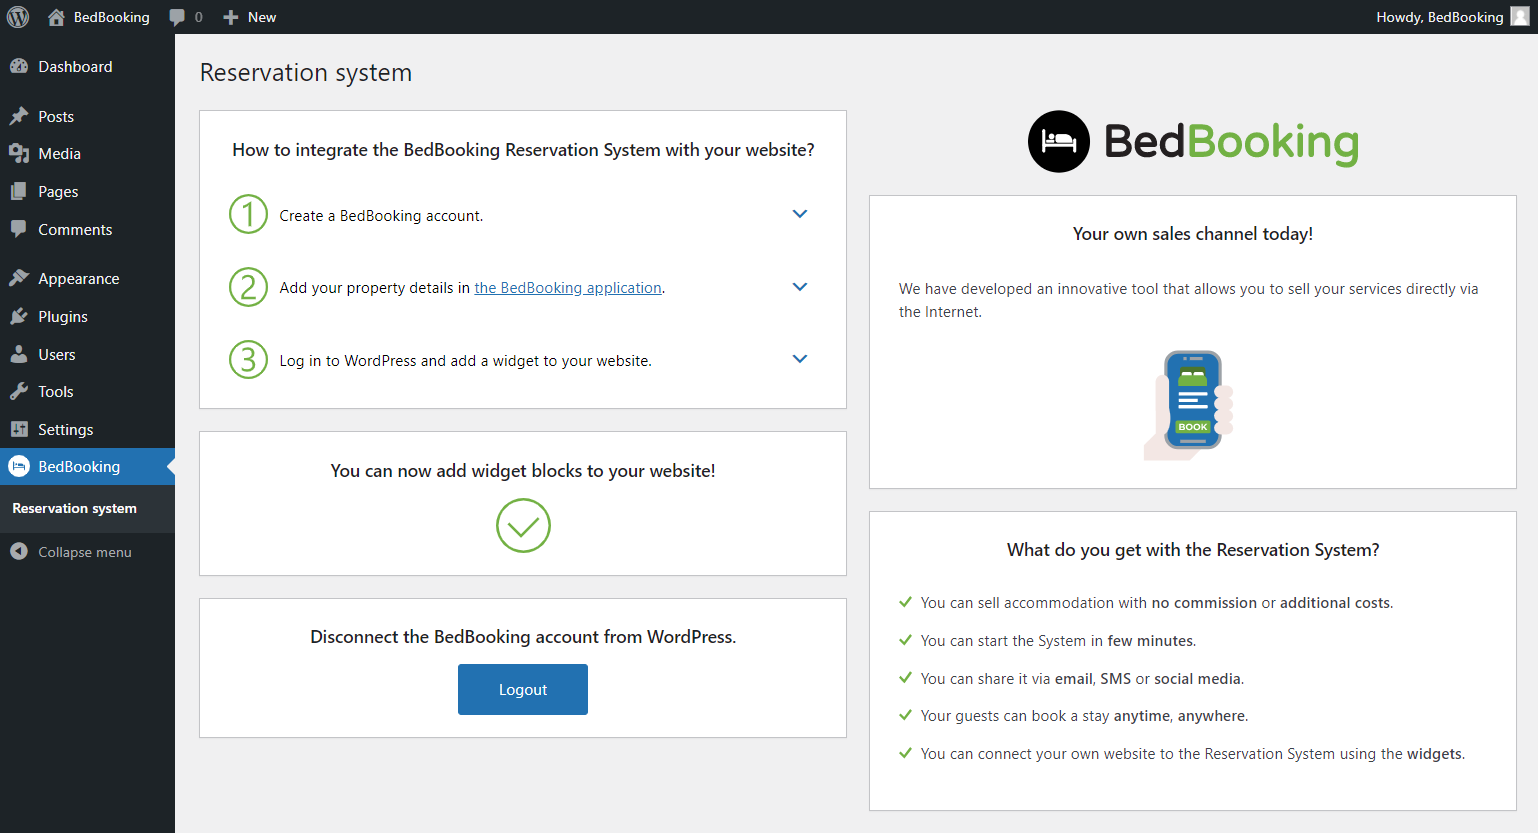 BedBooking
0
New
Howdy, BedBooking
Dashboard
Posts
Media
Pages
Comments
Appearance
Plugins
Users
Tools
Settings
BedBooking
Reservation system
Collapse menu
Reservation system
How to integrate the BedBooking Reservation System with your website?
1 Create a BedBooking account.
2 Add your property details in the BedBooking application.
3 Log in to WordPress and add a widget to your website.
You can now add widget blocks to your website!
Disconnect the BedBooking account from WordPress.
Logout
BedBooking
Your own sales channel today!
We have developed an innovative tool that allows you to sell your services directly via
the Internet.
BOOK
What do you get with the Reservation System?
You can sell accommodation with no commission or additional costs.
You can start the System in few minutes.
You can share it via email, SMS or social media.
Your guests can book a stay anytime, anywhere.
You can connect your own website to the Reservation System using the widgets.